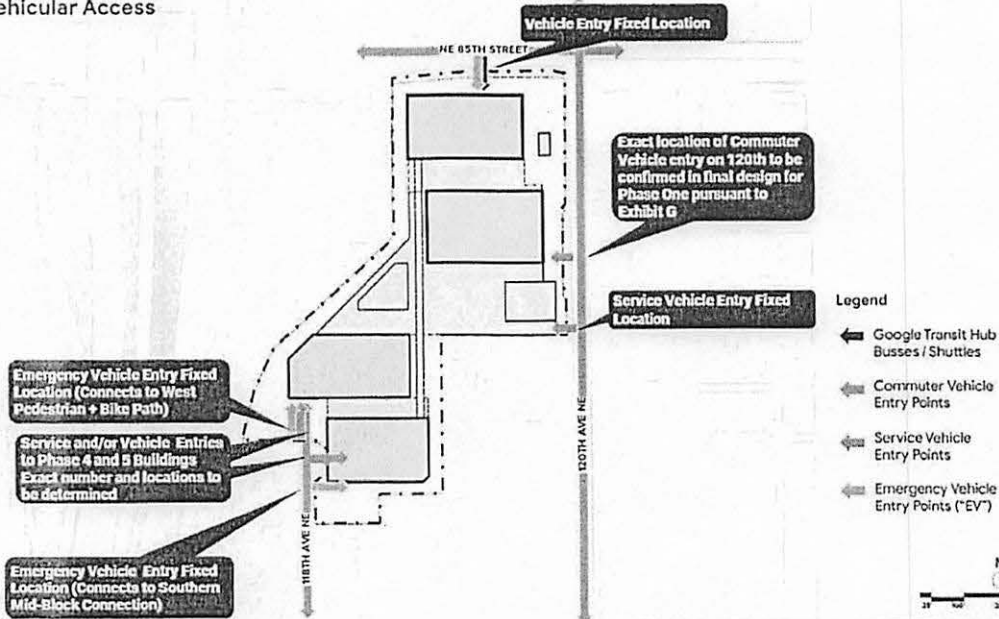 ehicular Access
Vehicle Entry Fixed Location
NE 85TH STREET
Exact location of Commuter
Vehicle entry on 120th to be
confirmed in final design for
Phase One pursuant to
Exhibit G
Service Vehicle Entry Fixed
Location
Legend
Google Transit Hub
Busses / Shuttles
Commuter Vehicle
Entry Points
Service Vehicle
Entry Points
Emergency Vehicle
Entry Points ("EV")
Emergency Vehicle Entry Fixed
Location (Connects to West
Pedestrian + Bike Path)
Service and/or Vehicle Entries
to Phase 4 and 5 Buildings
Exact number and locations to
be determined
Emergency Vehicle Entry Fixed
Location (Connects to Southern
Mid-Block Connection)
118TH AVE NE
120TH AVE NE
N